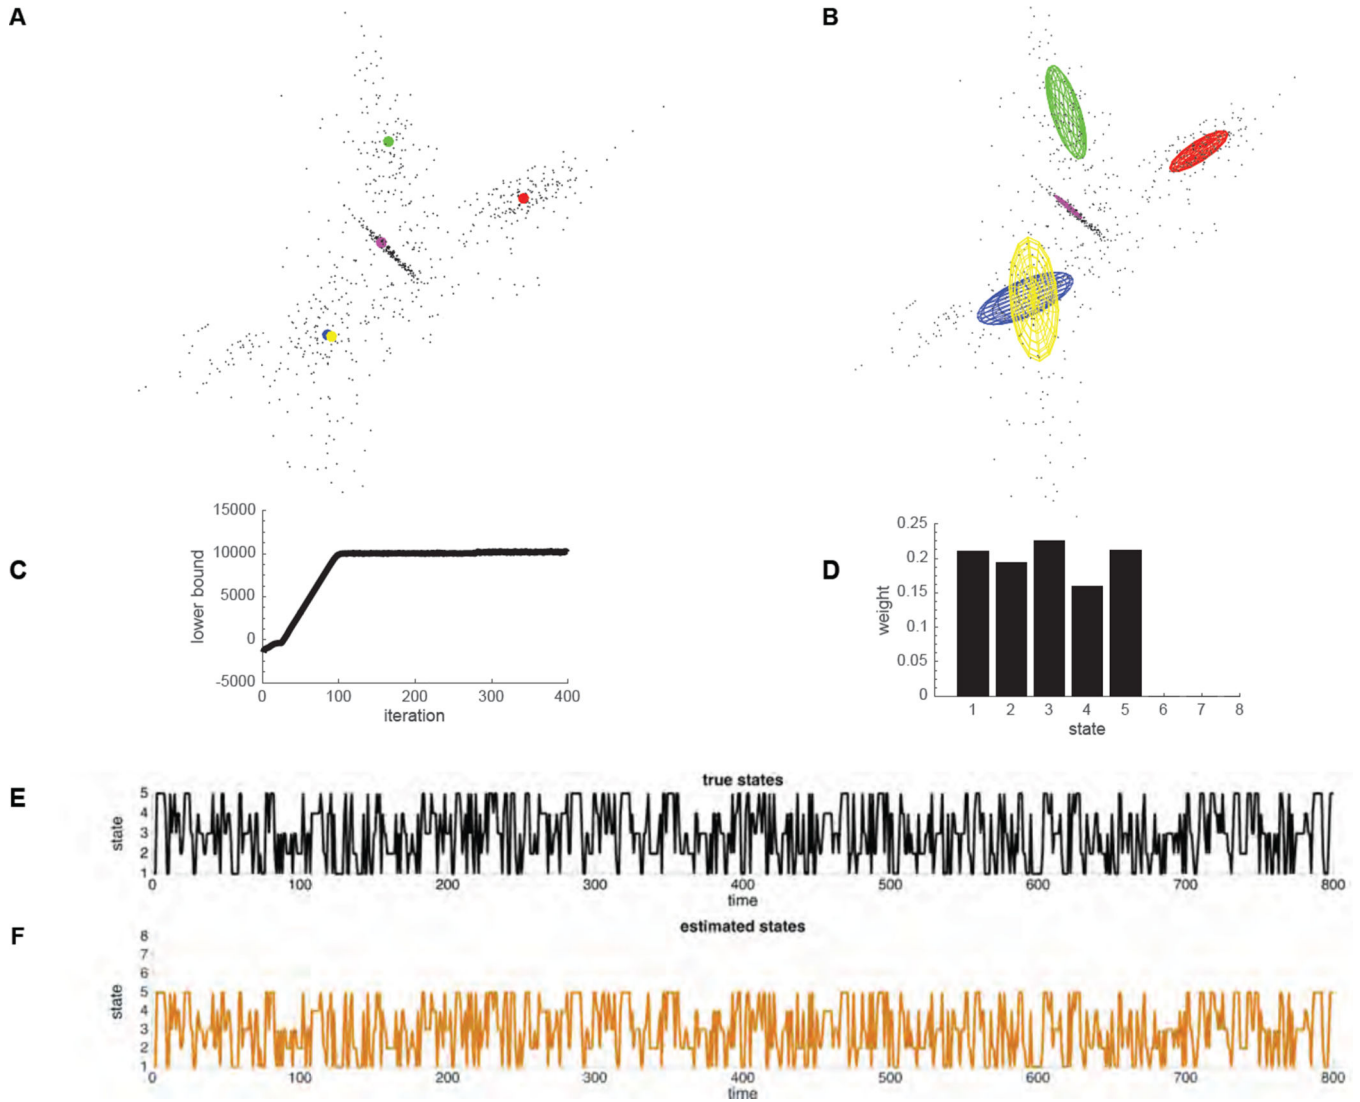 A
B
15000
10000
5000
0
-5000
0 100 200 300 400
lower bound
iteration
C
0.25
0.2
0.15
0.1
0.05
0
1 2 3 4 5 6 7 8
weight
state
D
true states
E
5
4
3
2
1
state
0 100 200 300 400 500 600 700 800
time
estimated states
F
8
7
6
5
4
3
2
1
state
0 100 200 300 400 500 600 700 800
time